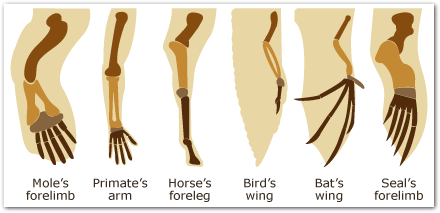 Mole's
forelimb
Primate's
arm
Horse's
foreleg
Bird's
wing
Bat's
wing
Seal's
forelimb